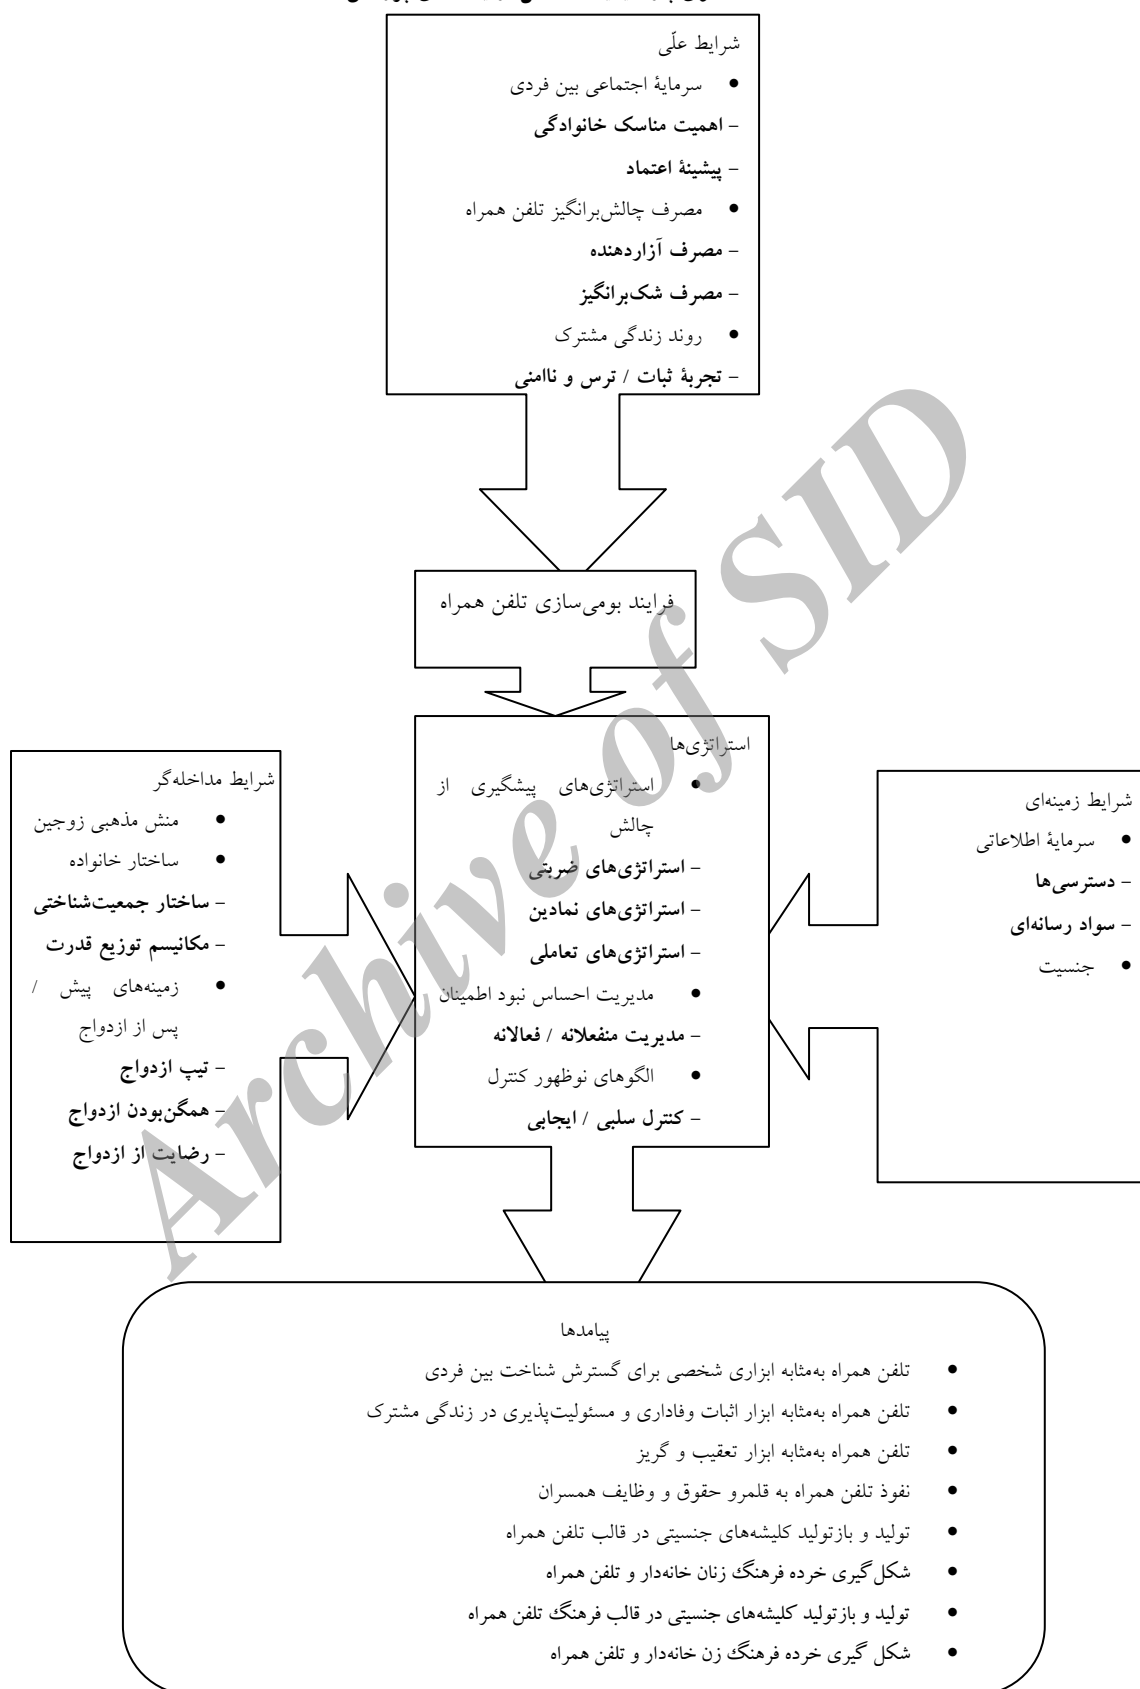 شرایط علّی
• سرمایۀ اجتماعی بین فردی
- اهمیت مناسک خانوادگی
- پیشینۀ اعتماد
• مصرف چالش‌برانگیز تلفن همراه
- مصرف آزاردهنده
- مصرف شک‌برانگیز
• روند زندگی مشترک
- تجربۀ ثبات / ترس و ناامنی
فرایند بومی‌سازی تلفن همراه
استراتژی‌ها
• استراتژی‌های پیشگیری از
چالش
- استراتژی‌های ضربتی
- استراتژی‌های نمادین
- استراتژی‌های تعاملی
• مدیریت احساس نبود اطمینان
- مدیریت منفعلانه / فعالانه
• الگوهای نوظهور کنترل
- کنترل سلبی / ایجابی
شرایط زمینه‌ای
• سرمایۀ اطلاعاتی
- دسترسی‌ها
- سواد رسانه‌ای
• جنسیت
شرایط مداخله‌گر
• منش مذهبی زوجین
• ساختار خانواده
- ساختار جمعیت‌شناختی
- مکانیسم توزیع قدرت
• زمینه‌های پیش /
پس از ازدواج
- تیپ ازدواج
- همگن‌بودن ازدواج
- رضایت از ازدواج
پیامدها
• تلفن همراه به‌مثابه ابزاری شخصی برای گسترش شناخت بین فردی
• تلفن همراه به‌مثابه ابزار اثبات وفاداری و مسئولیت‌پذیری در زندگی مشترک
• تلفن همراه به‌مثابه ابزار تعقیب و گریز
• نفوذ تلفن همراه به قلمرو حقوق و وظایف همسران
• تولید و بازتولید کلیشه‌های جنسیتی در قالب تلفن همراه
• شکل‌گیری خرده فرهنگ زنان خانه‌دار و تلفن همراه
• تولید و بازتولید کلیشه‌های جنسیتی در قالب فرهنگ تلفن همراه
• شکل گیری خرده فرهنگ زن خانه‌دار و تلفن همراه
Archive of SID